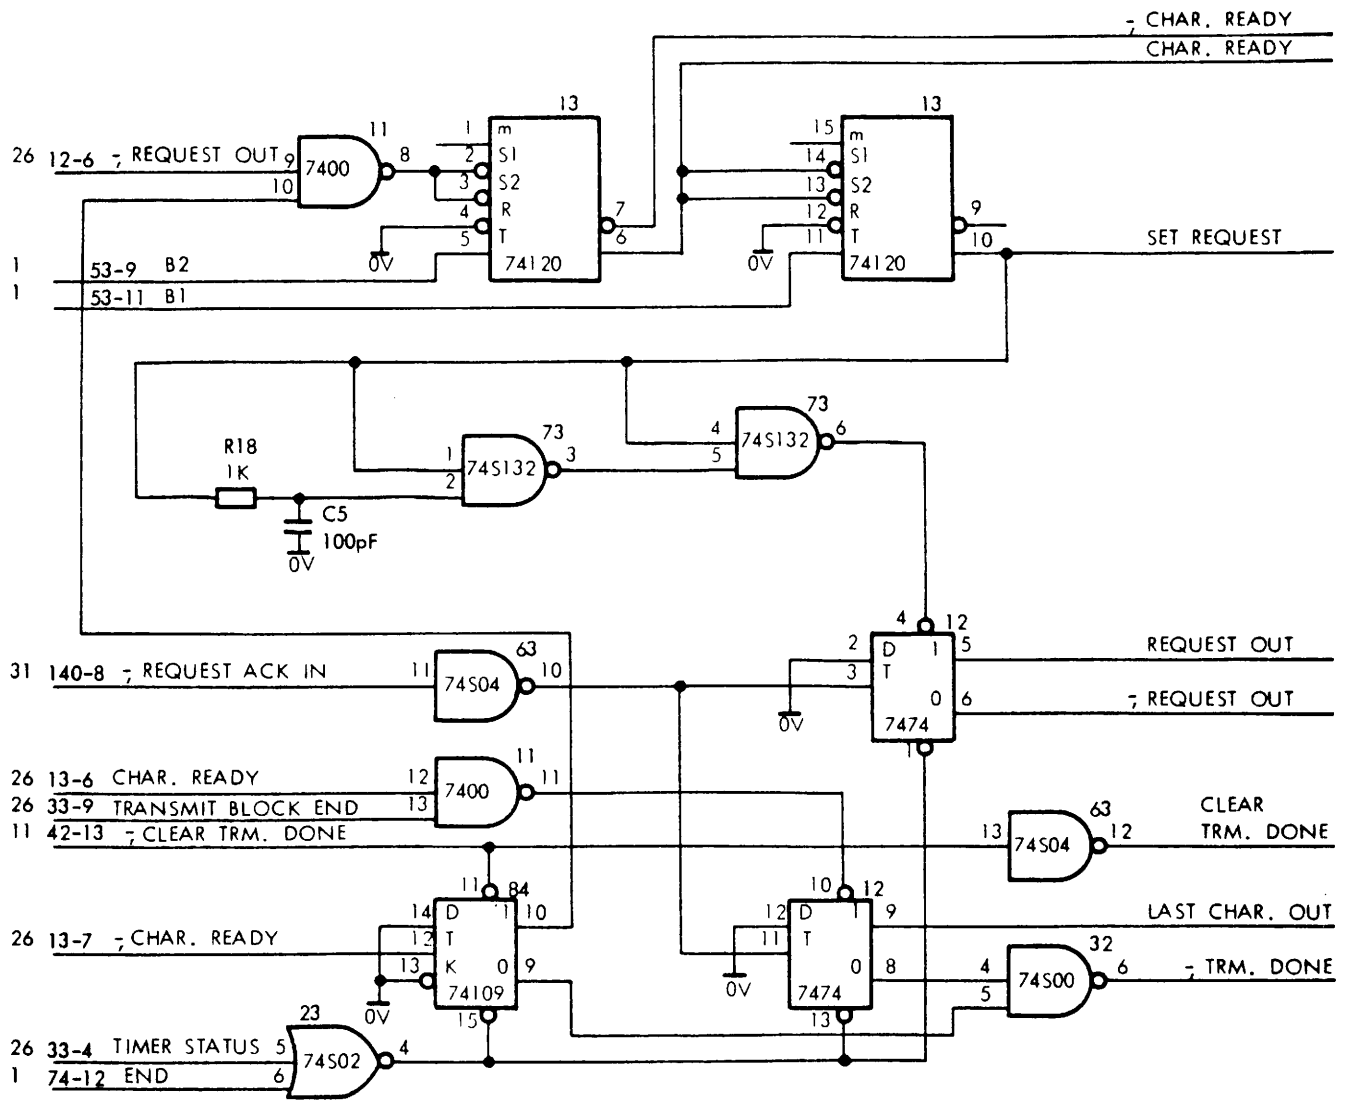 -, CHAR. READY
CHAR. READY
13
13
11
1 m
15 m
26 12-6 -, REQUEST OUT 9 7400 8
2 S1
14 S1
10
3 S2
13 S2
4 R
12 R
7
9
5 T
11 T
6
10
SET REQUEST
0V
0V
74120
74120
1 53-9 B2
1 53-11 B1
73
73
4
74S132 6
5
R18
1K
1
74S132 3
2
C5
100pF
0V
4 12
63
2 D 1 5 REQUEST OUT
31 140-8 -, REQUEST ACK IN 11 74S04 10
3 T
0 6 -, REQUEST OUT
0V
7474
1
11
26 13-6 CHAR. READY 12 7400 11
26 33-9 TRANSMIT BLOCK END 13
11 42-13 -, CLEAR TRM. DONE
63
CLEAR
TRM. DONE
13 74S04 12
11 84
10 12
14 D 1 10
12 D 1 9 LAST CHAR. OUT
26 13-7 -, CHAR. READY 12 T
11 T
32
13 K 0 9
0 8
4 74S00 6 -, TRM. DONE
5
0V
74109
0V
7474
15
13
23
26 33-4 TIMER STATUS 5 74S02 4
1 74-12 END 6